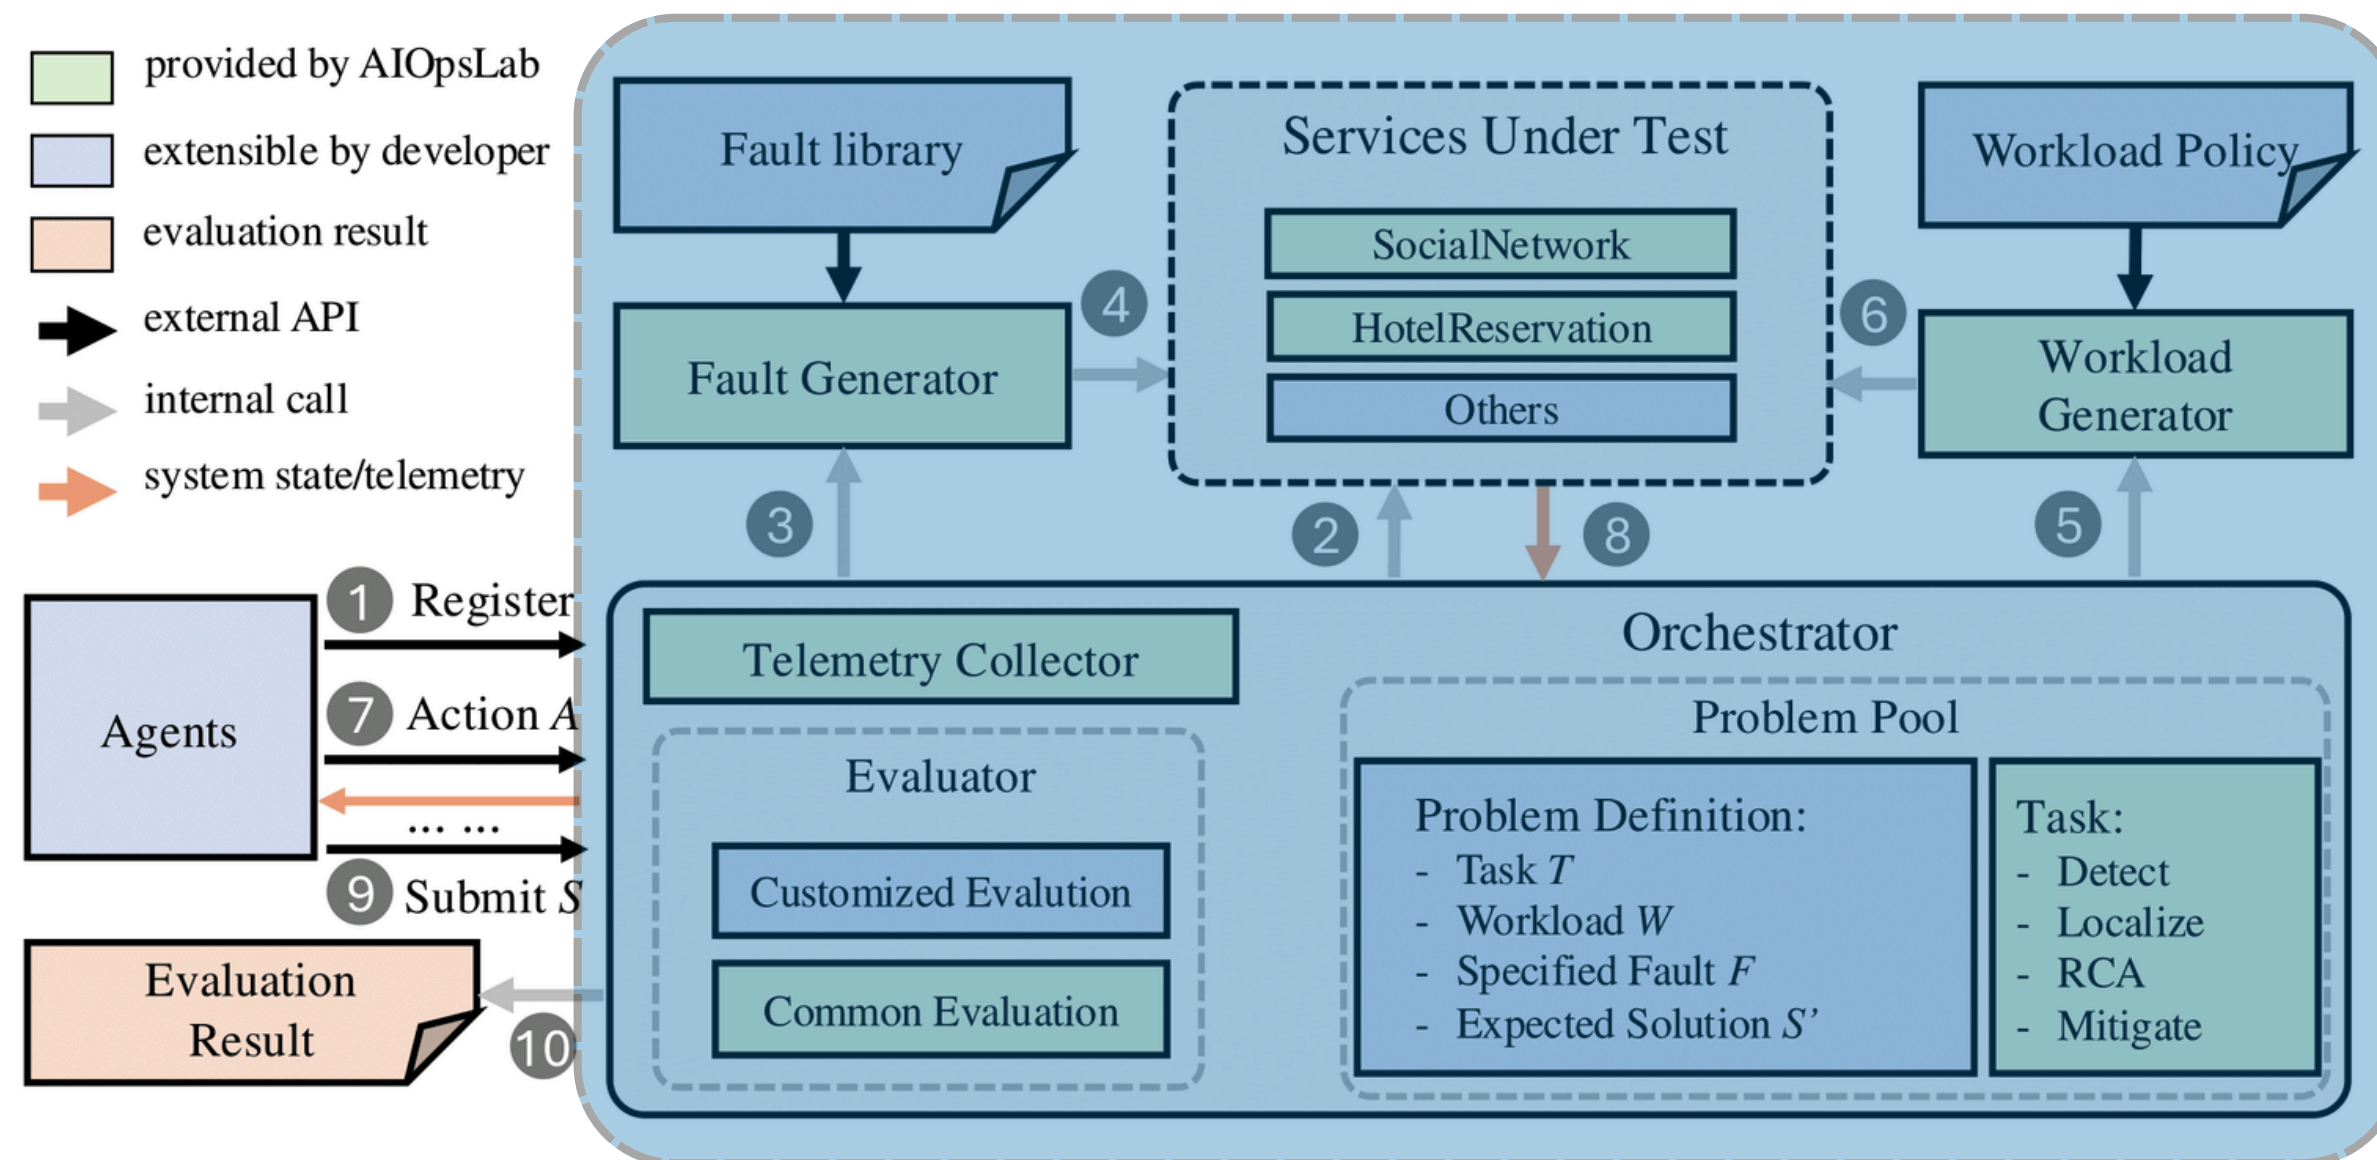 provided by AIOpsLab
extensible by developer
evaluation result
external API
internal call
system state/telemetry
Fault library
Services Under Test
Workload Policy
SocialNetwork
HotelReservation
Others
4
6
Fault Generator
Workload
Generator
3
2
8
5
1 Register
7 Action A
... ...
9 Submit S
Agents
Evaluation
Result
10
Telemetry Collector
Orchestrator
Evaluator
Customized Evalution
Common Evaluation
Problem Pool
Problem Definition:
- Task T
- Workload W
- Specified Fault F
- Expected Solution S’
Task:
- Detect
- Localize
- RCA
- Mitigate